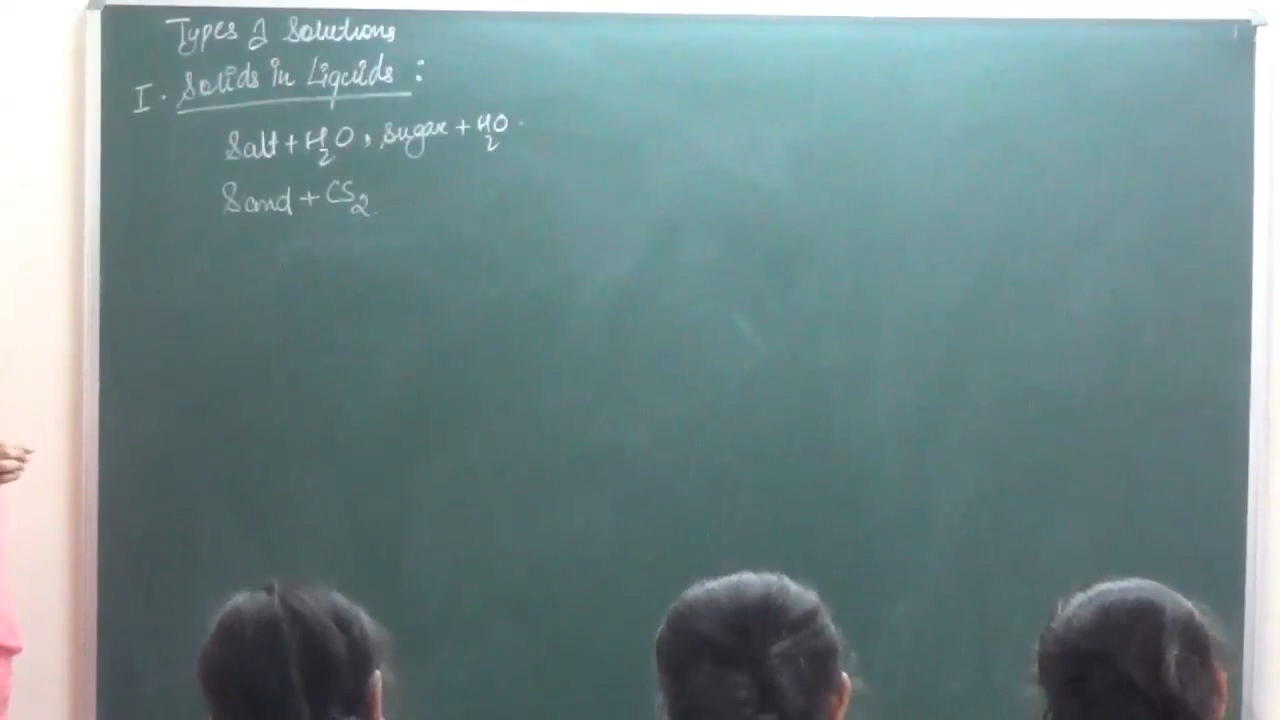 Types of Solutions
I. Solids in Liquids :
Salt + H2O, Sugar + H2O.
Sand + CS2.